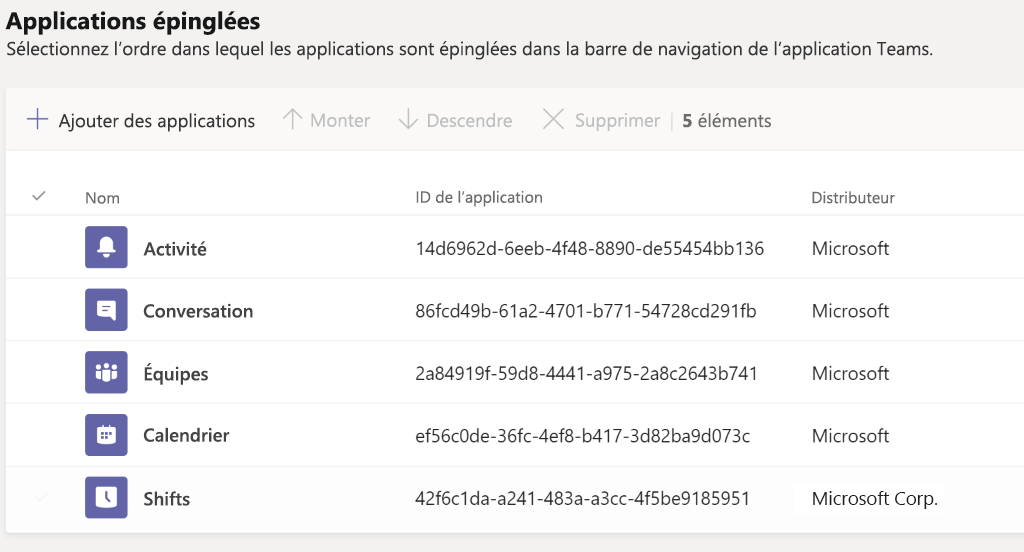 Applications épinglées
Sélectionnez l'ordre dans lequel les applications sont épinglées dans la barre de navigation de l'application Teams.
Ajouter des applications Monter Descendre Supprimer 5 éléments
Nom ID de l'application Distributeur
Activité 14d6962d-6eeb-4f48-8890-de55454bb136 Microsoft
Conversation 86fcd49b-61a2-4701-b771-54728cd291fb Microsoft
Équipes 2a84919f-59d8-4441-a975-2a8c2643b741 Microsoft
Calendrier ef56c0de-36fc-4ef8-b417-3d82ba9d073c Microsoft
Shifts 42f6c1da-a241-483a-a3cc-4f5be9185951 Microsoft Corp.